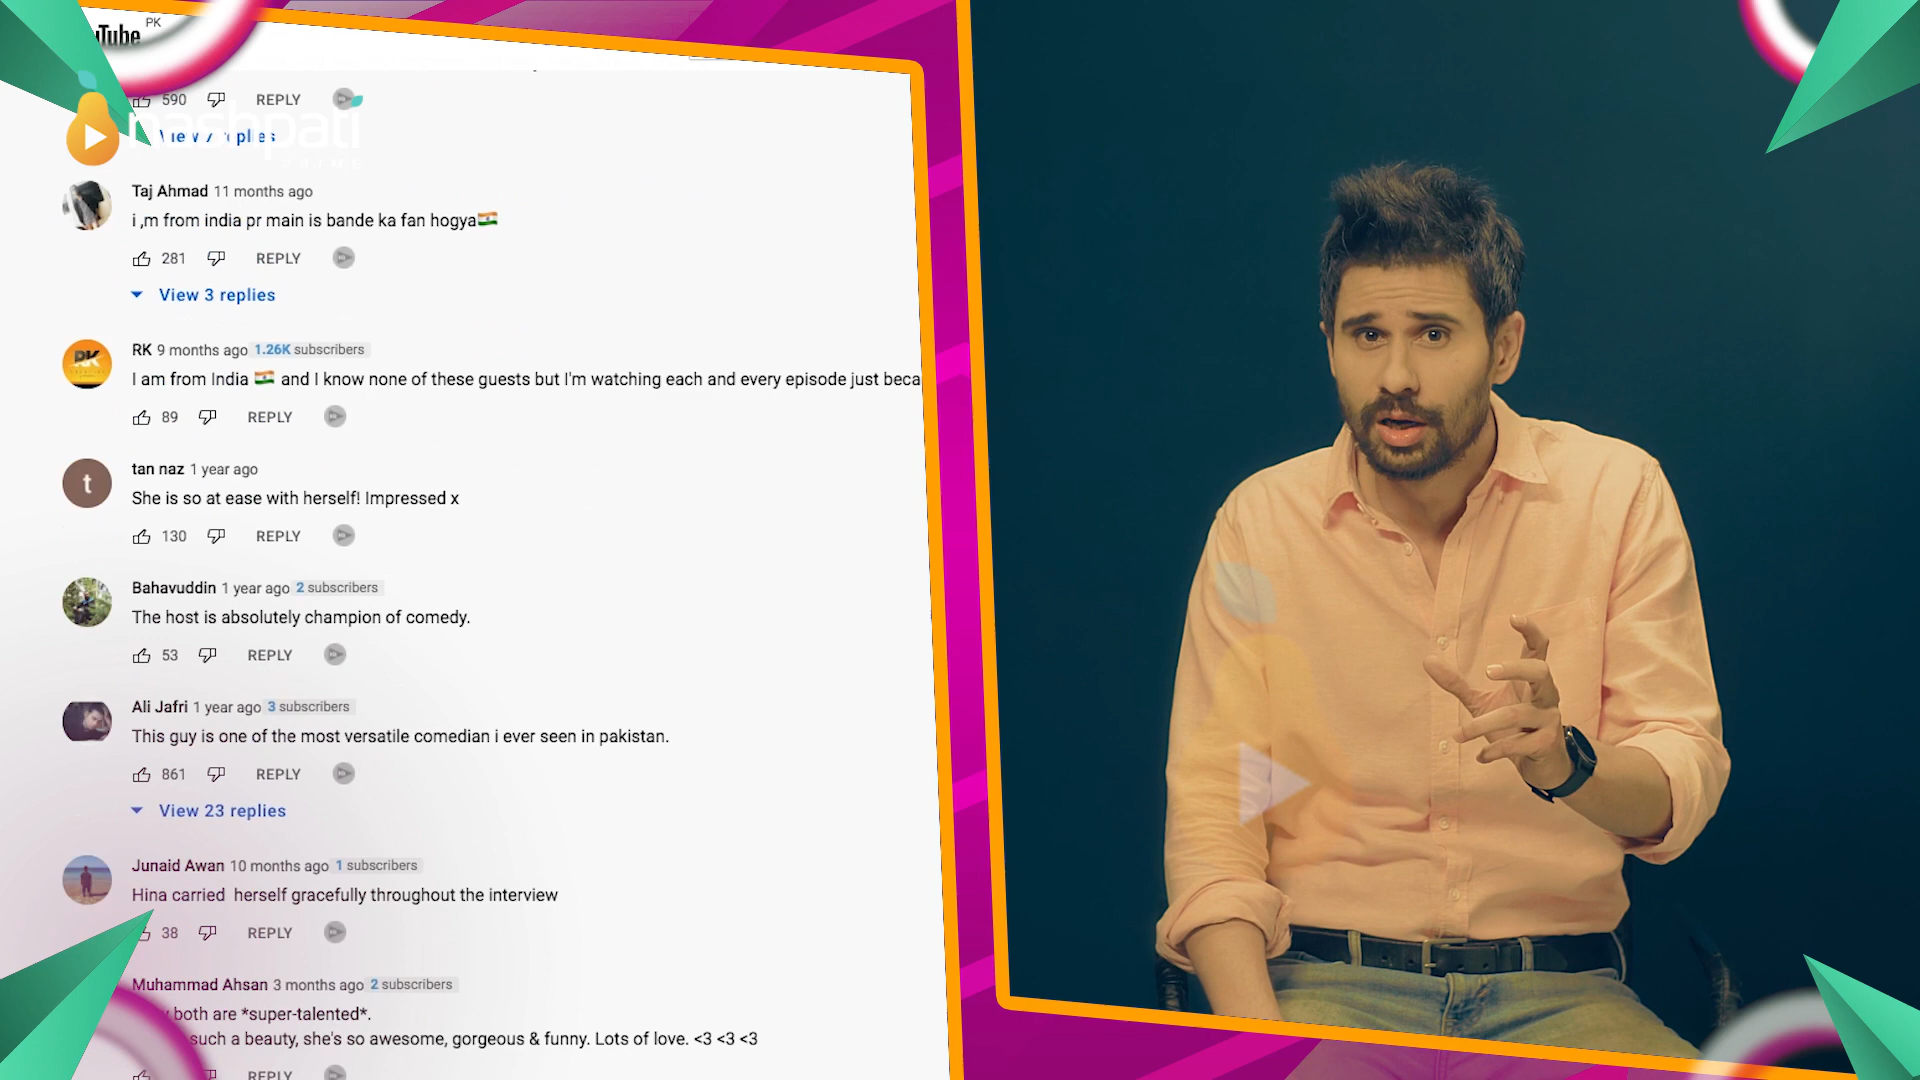 Tube PK
590 REPLY
nashpati
replies
Taj Ahmad 11 months ago
i ,m from india pr main is bande ka fan hogya🇮🇳
281 REPLY
View 3 replies
RK
RK 9 months ago 1.26K subscribers
I am from India 🇮🇳 and I know none of these guests but I'm watching each and every episode just beca
89 REPLY
t
tan naz 1 year ago
She is so at ease with herself! Impressed x
130 REPLY
Bahavuddin 1 year ago 2 subscribers
The host is absolutely champion of comedy.
53 REPLY
Ali Jafri 1 year ago 3 subscribers
This guy is one of the most versatile comedian i ever seen in pakistan.
861 REPLY
View 23 replies
Junaid Awan 10 months ago 1 subscribers
Hina carried herself gracefully throughout the interview
38 REPLY
Muhammad Ahsan 3 months ago 2 subscribers
both are *super-talented*.
such a beauty, she's so awesome, gorgeous & funny. Lots of love. <3 <3 <3
REPLY